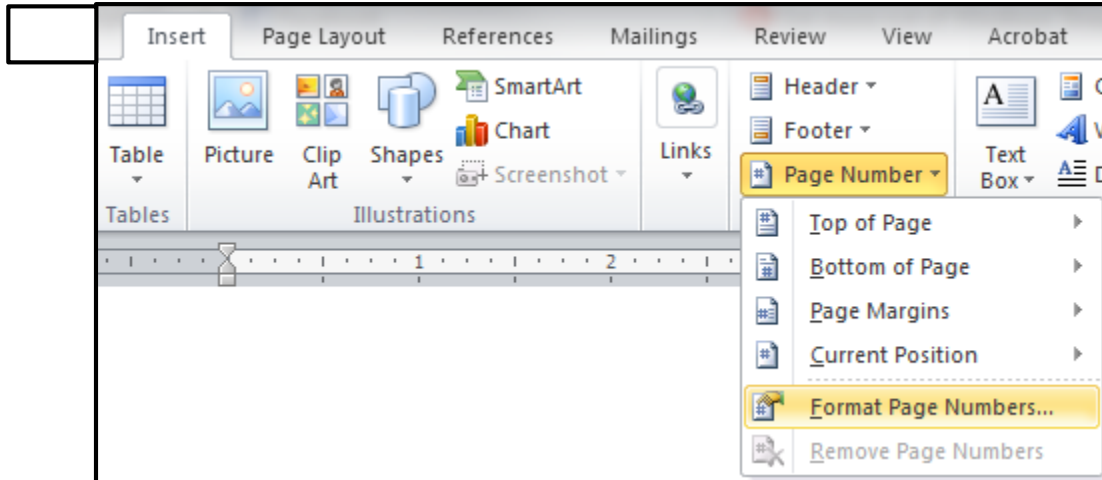 Insert Page Layout References Mailings Review View Acrobat
Table
Picture
Clip Art
Shapes
SmartArt
Chart
Screenshot
Links
Header
Footer
Page Number
A
Text Box
Tables
Illustrations
1 2
Top of Page
Bottom of Page
Page Margins
Current Position
Format Page Numbers...
Remove Page Numbers